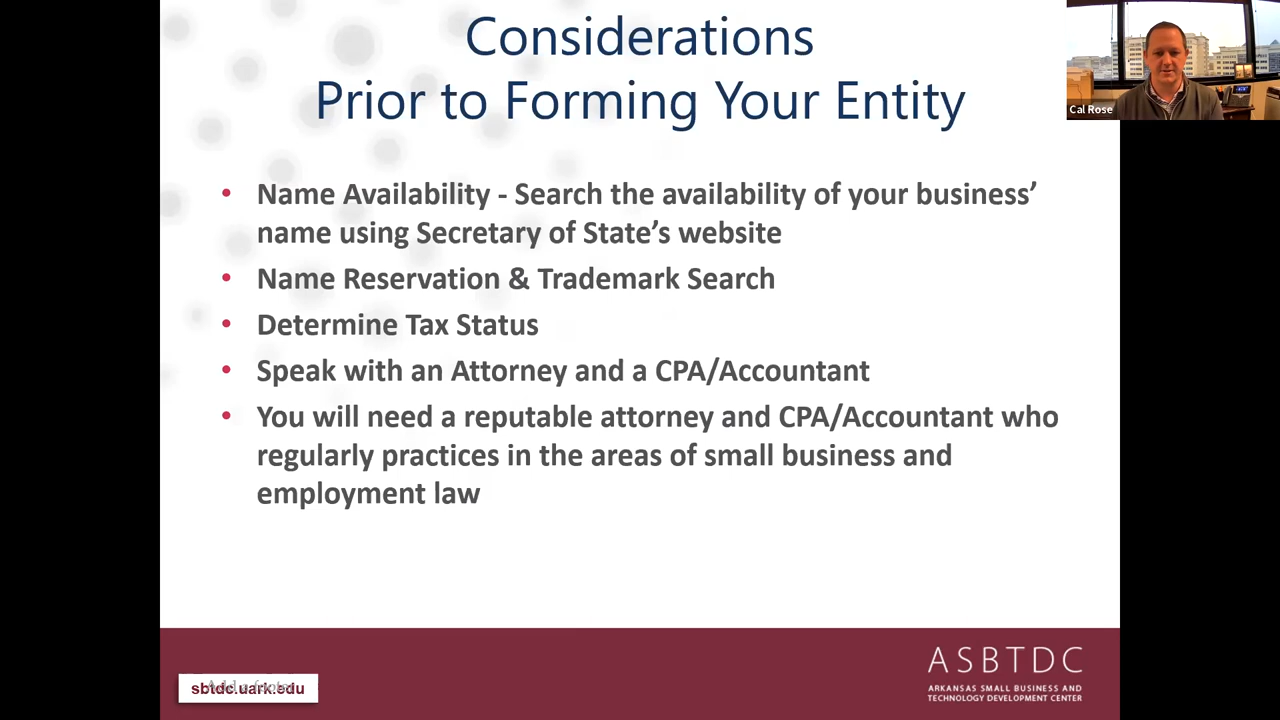 Considerations
Prior to Forming Your Entity
Cal Rose
• Name Availability - Search the availability of your business’
name using Secretary of State’s website
• Name Reservation & Trademark Search
• Determine Tax Status
• Speak with an Attorney and a CPA/Accountant
• You will need a reputable attorney and CPA/Accountant who
regularly practices in the areas of small business and
employment law
sbtdc.uark.edu
Add a footer
ASBTDC
ARKANSAS SMALL BUSINESS AND
TECHNOLOGY DEVELOPMENT CENTER